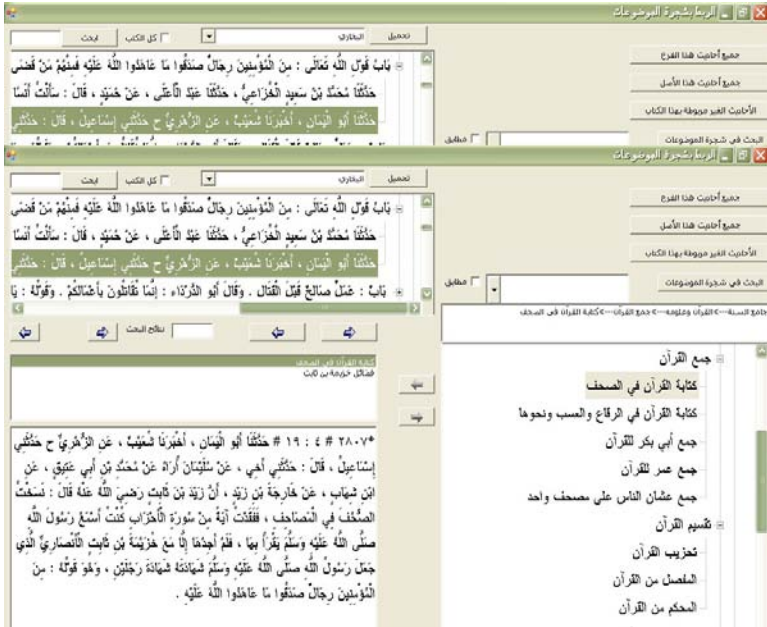 الربط بشجرة الموضوعات
جميع أحاديث هذا الفرع
جميع أحاديث هذا الأصل
الأحاديث الغير مربوطة بهذا الكتاب
البحث في شجرة الموضوعات
مطابق
تحميل البخاري كل الكتب ابحث
بَابُ قَوْلِ اللَّهِ تَعَالَى : مِنَ الْمُؤْمِنِينَ رِجَالٌ صَدَقُوا مَا عَاهَدُوا اللَّهَ عَلَيْهِ فَمِنْهُمْ مَنْ قَضَى
حَدَّثَنَا مُحَمَّدُ بْنُ سَعِيدٍ الْخُزَاعِيُّ ، حَدَّثَنَا عَبْدُ الْأَعْلَى ، عَنْ حُمَيْدٍ ، قَالَ : سَأَلْتُ أَنَسًا
حَدَّثَنَا أَبُو الْيَمَانِ ، أَخْبَرَنَا شُعَيْبٌ ، عَنِ الزُّهْرِيِّ ح حَدَّثَنِي إِسْمَاعِيلُ ، قَالَ : حَدَّثَنِي
الربط بشجرة الموضوعات
جميع أحاديث هذا الفرع
جميع أحاديث هذا الأصل
الأحاديث الغير مربوطة بهذا الكتاب
البحث في شجرة الموضوعات
مطابق
تحميل البخاري كل الكتب ابحث
بَابُ قَوْلِ اللَّهِ تَعَالَى : مِنَ الْمُؤْمِنِينَ رِجَالٌ صَدَقُوا مَا عَاهَدُوا اللَّهَ عَلَيْهِ فَمِنْهُمْ مَنْ قَضَى
حَدَّثَنَا مُحَمَّدُ بْنُ سَعِيدٍ الْخُزَاعِيُّ ، حَدَّثَنَا عَبْدُ الْأَعْلَى ، عَنْ حُمَيْدٍ ، قَالَ : سَأَلْتُ أَنَسًا
حَدَّثَنَا أَبُو الْيَمَانِ ، أَخْبَرَنَا شُعَيْبٌ ، عَنِ الزُّهْرِيِّ ح حَدَّثَنِي إِسْمَاعِيلُ ، قَالَ : حَدَّثَنِي
بَابٌ : عَمَلٌ صَالِحٌ قَبْلَ الْقِتَالِ . وَقَالَ أَبُو الدَّرْدَاءِ : إِنَّمَا تُقَاتِلُونَ بِأَعْمَالِكُمْ . وَقَوْلُهُ : يَا
جامع السنة--->القرآن وعلومه--->جمع القرآن--->كتابة القرآن في الصحف
جمع القرآن
كتابة القرآن في الصحف
كتابة القرآن في الرقاع والعسب ونحوها
جمع أبي بكر للقرآن
جمع عمر للقرآن
جمع عثمان الناس على مصحف واحد
تقسيم القرآن
تحزيب القرآن
المفصل من القرآن
المحكم من القرآن
نتائج البحث
كتابة القرآن في الصحف
فضائل خزيمة بن ثابت
*٢٨٠٧ # ٤ : ١٩ # حَدَّثَنَا أَبُو الْيَمَانِ ، أَخْبَرَنَا شُعَيْبٌ ، عَنِ الزُّهْرِيِّ ح حَدَّثَنِي
إِسْمَاعِيلُ ، قَالَ : حَدَّثَنِي أَخِي ، عَنْ سُلَيْمَانَ أُرَاهُ عَنْ مُحَمَّدِ بْنِ أَبِي عَتِيقٍ ، عَنِ
ابْنِ شِهَابٍ ، عَنْ خَارِجَةَ بْنِ زَيْدٍ ، أَنَّ زَيْدَ بْنَ ثَابِتٍ رَضِيَ اللَّهُ عَنْهُ قَالَ : نَسَخْتُ
الصُّحُفَ فِي الْمَصَاحِفِ ، فَفَقَدْتُ آيَةً مِنْ سُورَةِ الْأَحْزَابِ كُنْتُ أَسْمَعُ رَسُولَ اللَّهِ
صَلَّى اللَّهُ عَلَيْهِ وَسَلَّمَ يَقْرَأُ بِهَا ، فَلَمْ أَجِدْهَا إِلَّا مَعَ خُزَيْمَةَ بْنِ ثَابِتٍ الْأَنْصَارِيِّ الَّذِي
جَعَلَ رَسُولُ اللَّهِ صَلَّى اللَّهُ عَلَيْهِ وَسَلَّمَ شَهَادَتَهُ شَهَادَةَ رَجُلَيْنِ ، وَهُوَ قَوْلُهُ : مِنَ
الْمُؤْمِنِينَ رِجَالٌ صَدَقُوا مَا عَاهَدُوا اللَّهَ عَلَيْهِ .